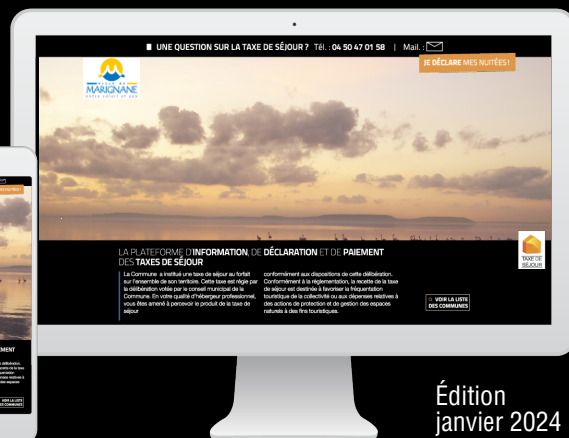 UNE QUESTION SUR LA TAXE DE SÉJOUR ? Tél. : 04 50 47 01 58 | Mail. :
JE DÉCLARE MES NUITÉES !
MARIGNANE
LA PLATEFORME D'INFORMATION, DE DÉCLARATION ET DE PAIEMENT
DES TAXES DE SÉJOUR
La Commune a institué une taxe de séjour au forfait
sur l'ensemble de son territoire. Cette taxe est régie par
la délibération votée par le conseil municipal de la
Commune. En votre qualité d'hébergeur professionnel,
vous êtes amené à percevoir le produit de la taxe de
séjour
conformément aux dispositions de cette délibération.
Conformément à la réglementation, la recette de la taxe
de séjour est destinée à favoriser la fréquentation
touristique de la collectivité ou aux dépenses relatives à
des actions de protection et de gestion des espaces
naturels à des fins touristiques.
TAXE DE
SÉJOUR
VOIR LA LISTE
DES COMMUNES
VOIR LA LISTE
DES COMMUNES
Édition
janvier 2024